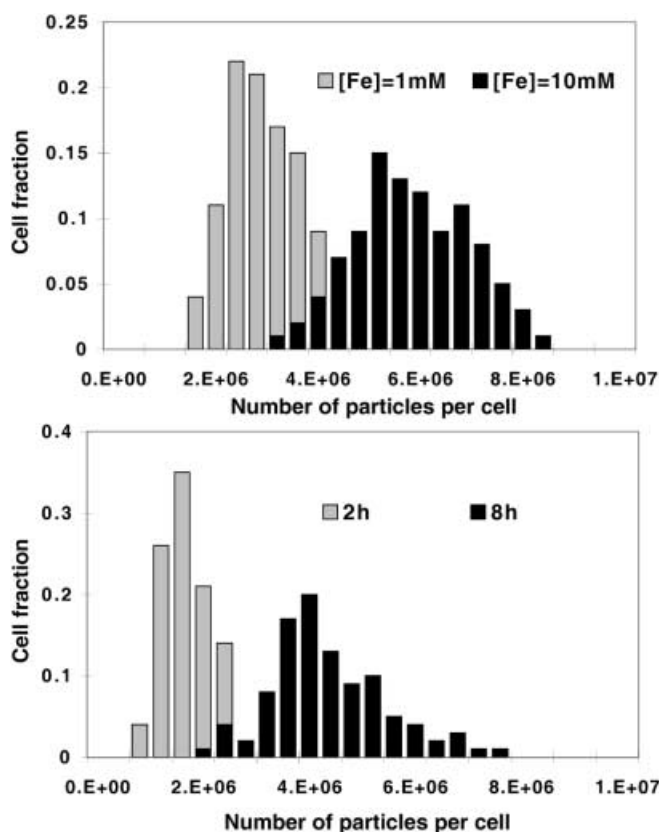 0.25
0.2
0.15
0.1
0.05
0
Cell fraction
[Fe]=1mM [Fe]=10mM
0.E+00 2.E+06 4.E+06 6.E+06 8.E+06 1.E+07
Number of particles per cell
0.4
0.3
0.2
0.1
0
Cell fraction
2h 8h
0.E+00 2.E+06 4.E+06 6.E+06 8.E+06 1.E+07
Number of particles per cell